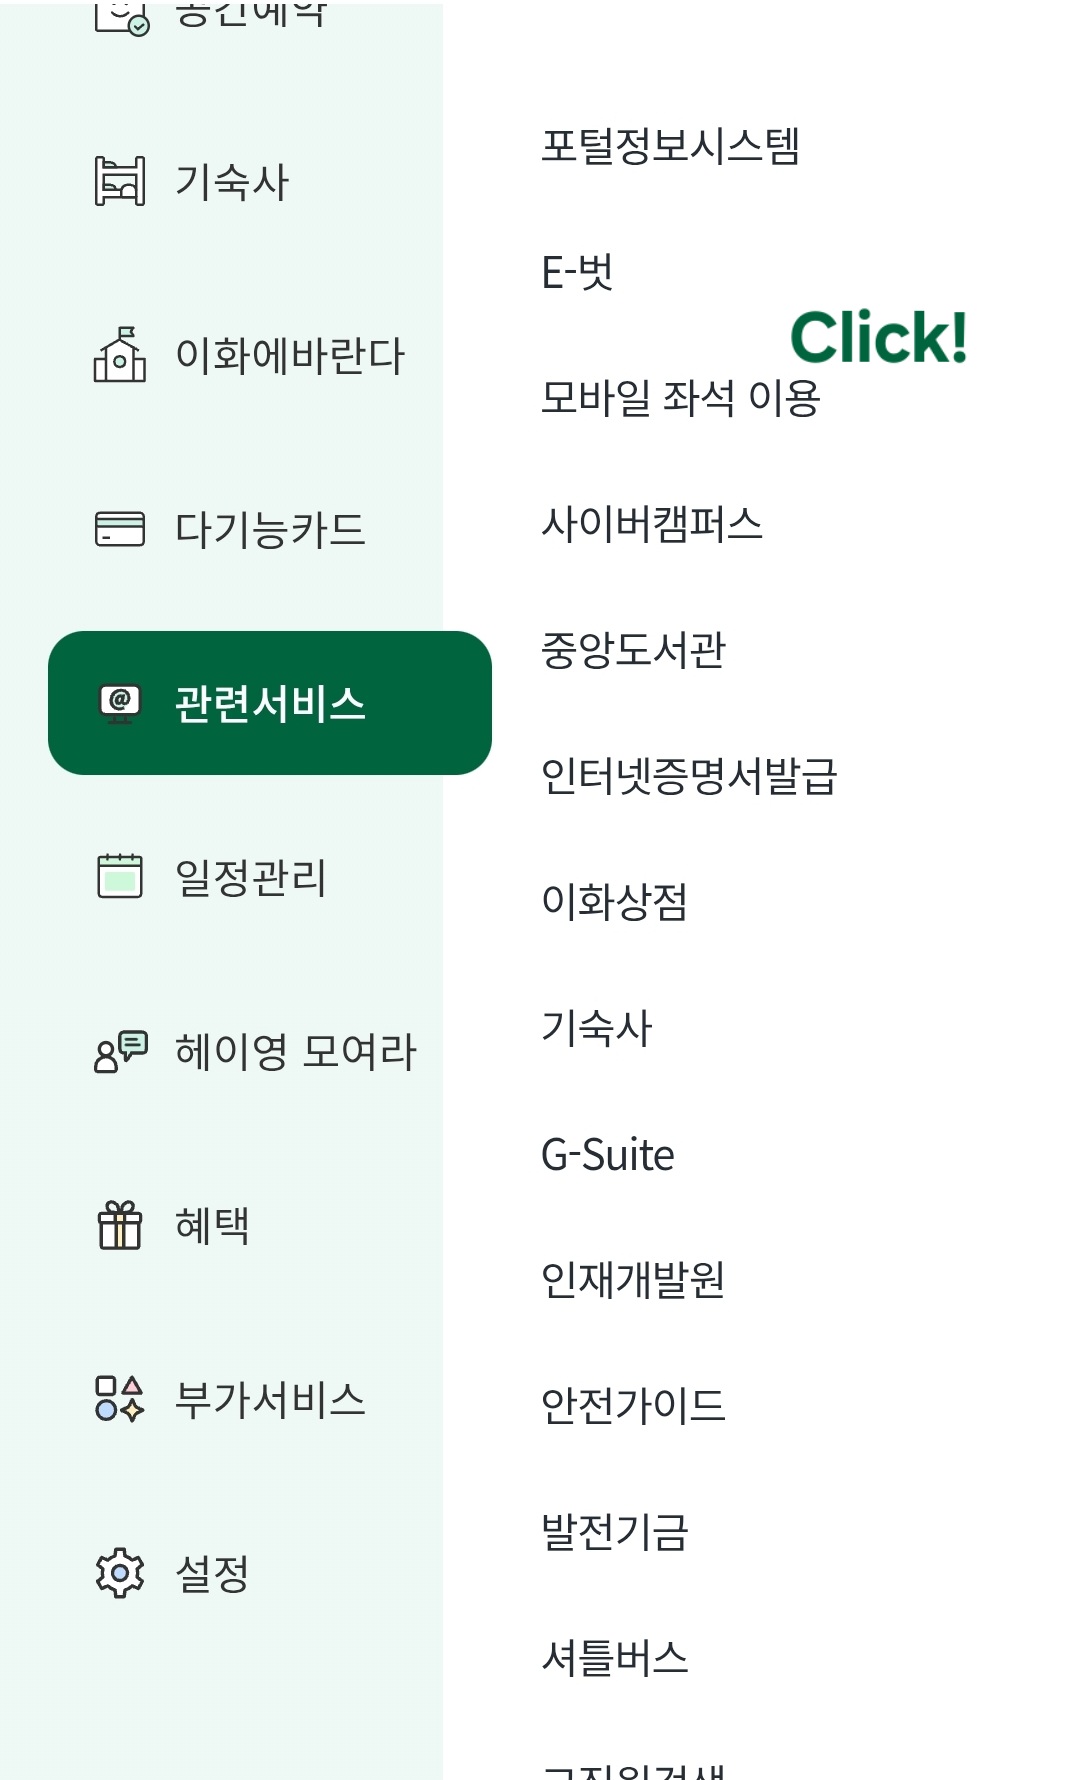 공간예약
기숙사
이화에바란다
다기능카드
관련서비스
일정관리
헤이영 모여라
혜택
부가서비스
설정
포털정보시스템
E-벗
Click!
모바일 좌석 이용
사이버캠퍼스
중앙도서관
인터넷증명서발급
이화상점
기숙사
G-Suite
인재개발원
안전가이드
발전기금
셔틀버스